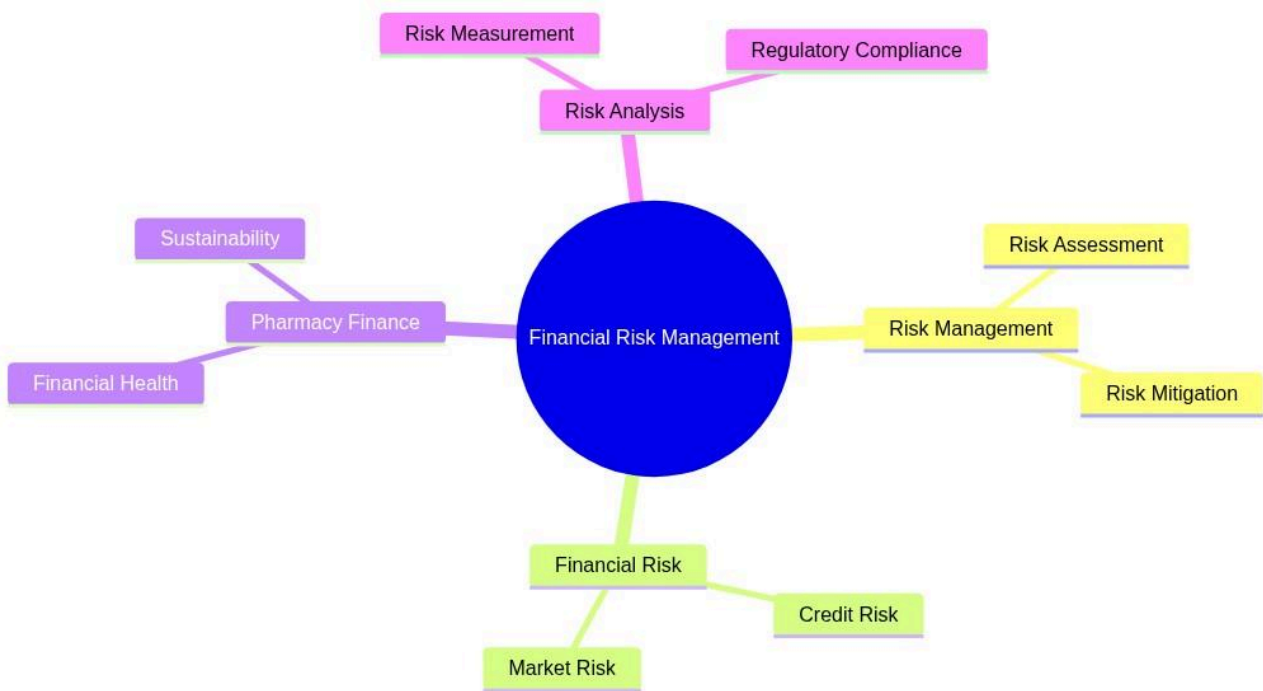 Risk Measurement
Regulatory Compliance
Risk Analysis
Sustainability
Risk Assessment
Pharmacy Finance
Financial Risk Management
Risk Management
Financial Health
Risk Mitigation
Financial Risk
Credit Risk
Market Risk